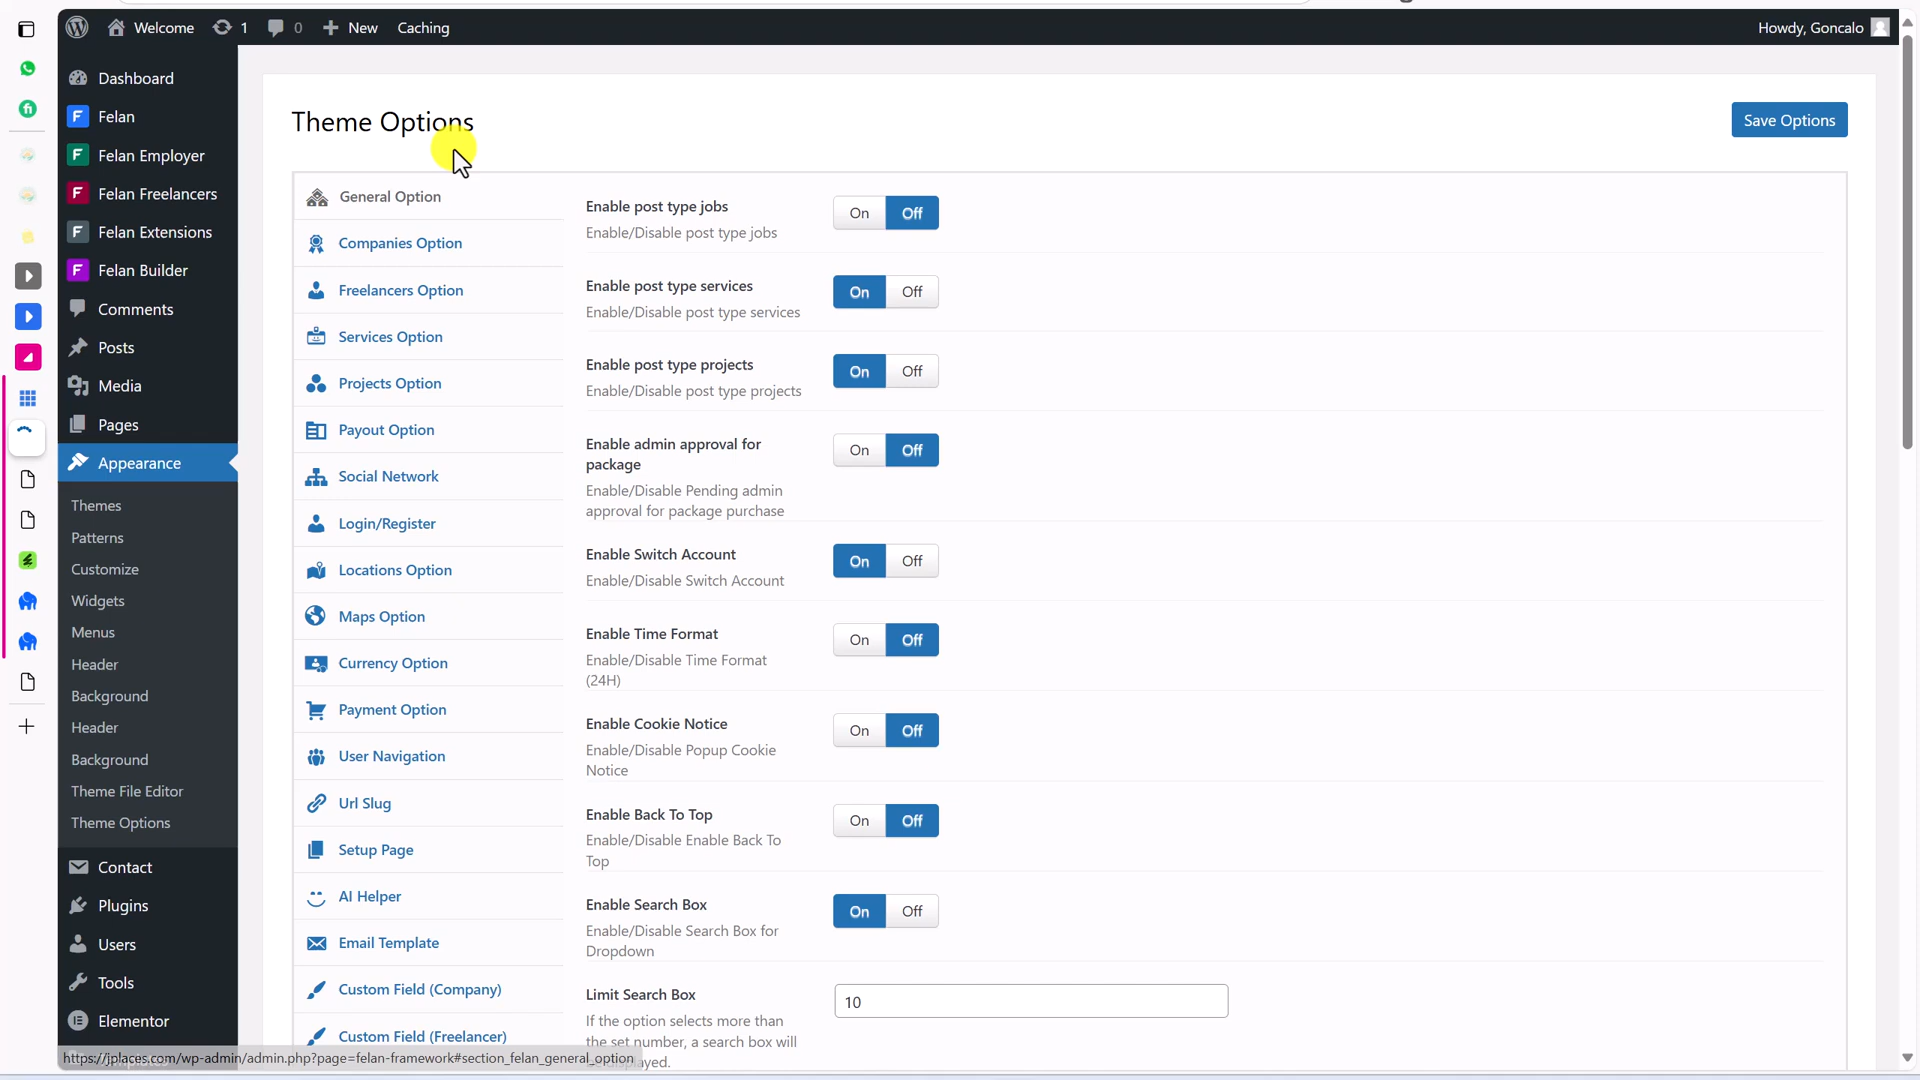 Welcome
1
0
New
Caching
Howdy, Goncalo
Dashboard
F
Felan
F
Felan Employer
F
Felan Freelancers
F
Felan Extensions
F
Felan Builder
Comments
Posts
Media
Pages
Appearance
Themes
Patterns
Customize
Widgets
Menus
Header
Background
Header
Background
Theme File Editor
Theme Options
Contact
Plugins
Users
Tools
Elementor
Theme Options
Save Options
General Option
Companies Option
Freelancers Option
Services Option
Projects Option
Payout Option
Social Network
Login/Register
Locations Option
Maps Option
Currency Option
Payment Option
User Navigation
Url Slug
Setup Page
AI Helper
Email Template
Custom Field (Company)
Custom Field (Freelancer)
Enable post type jobs
Enable/Disable post type jobs
On Off
Enable post type services
Enable/Disable post type services
On Off
Enable post type projects
Enable/Disable post type projects
On Off
Enable admin approval for
package
Enable/Disable Pending admin
approval for package purchase
On Off
Enable Switch Account
Enable/Disable Switch Account
On Off
Enable Time Format
Enable/Disable Time Format
(24H)
On Off
Enable Cookie Notice
Enable/Disable Popup Cookie
Notice
On Off
Enable Back To Top
Enable/Disable Enable Back To
Top
On Off
Enable Search Box
Enable/Disable Search Box for
Dropdown
On Off
Limit Search Box
If the option selects more than
the set number, a search box will
displayed.
10
https://jplaces.com/wp-admin/admin.php?page=felan-framework#section_felan_general_option